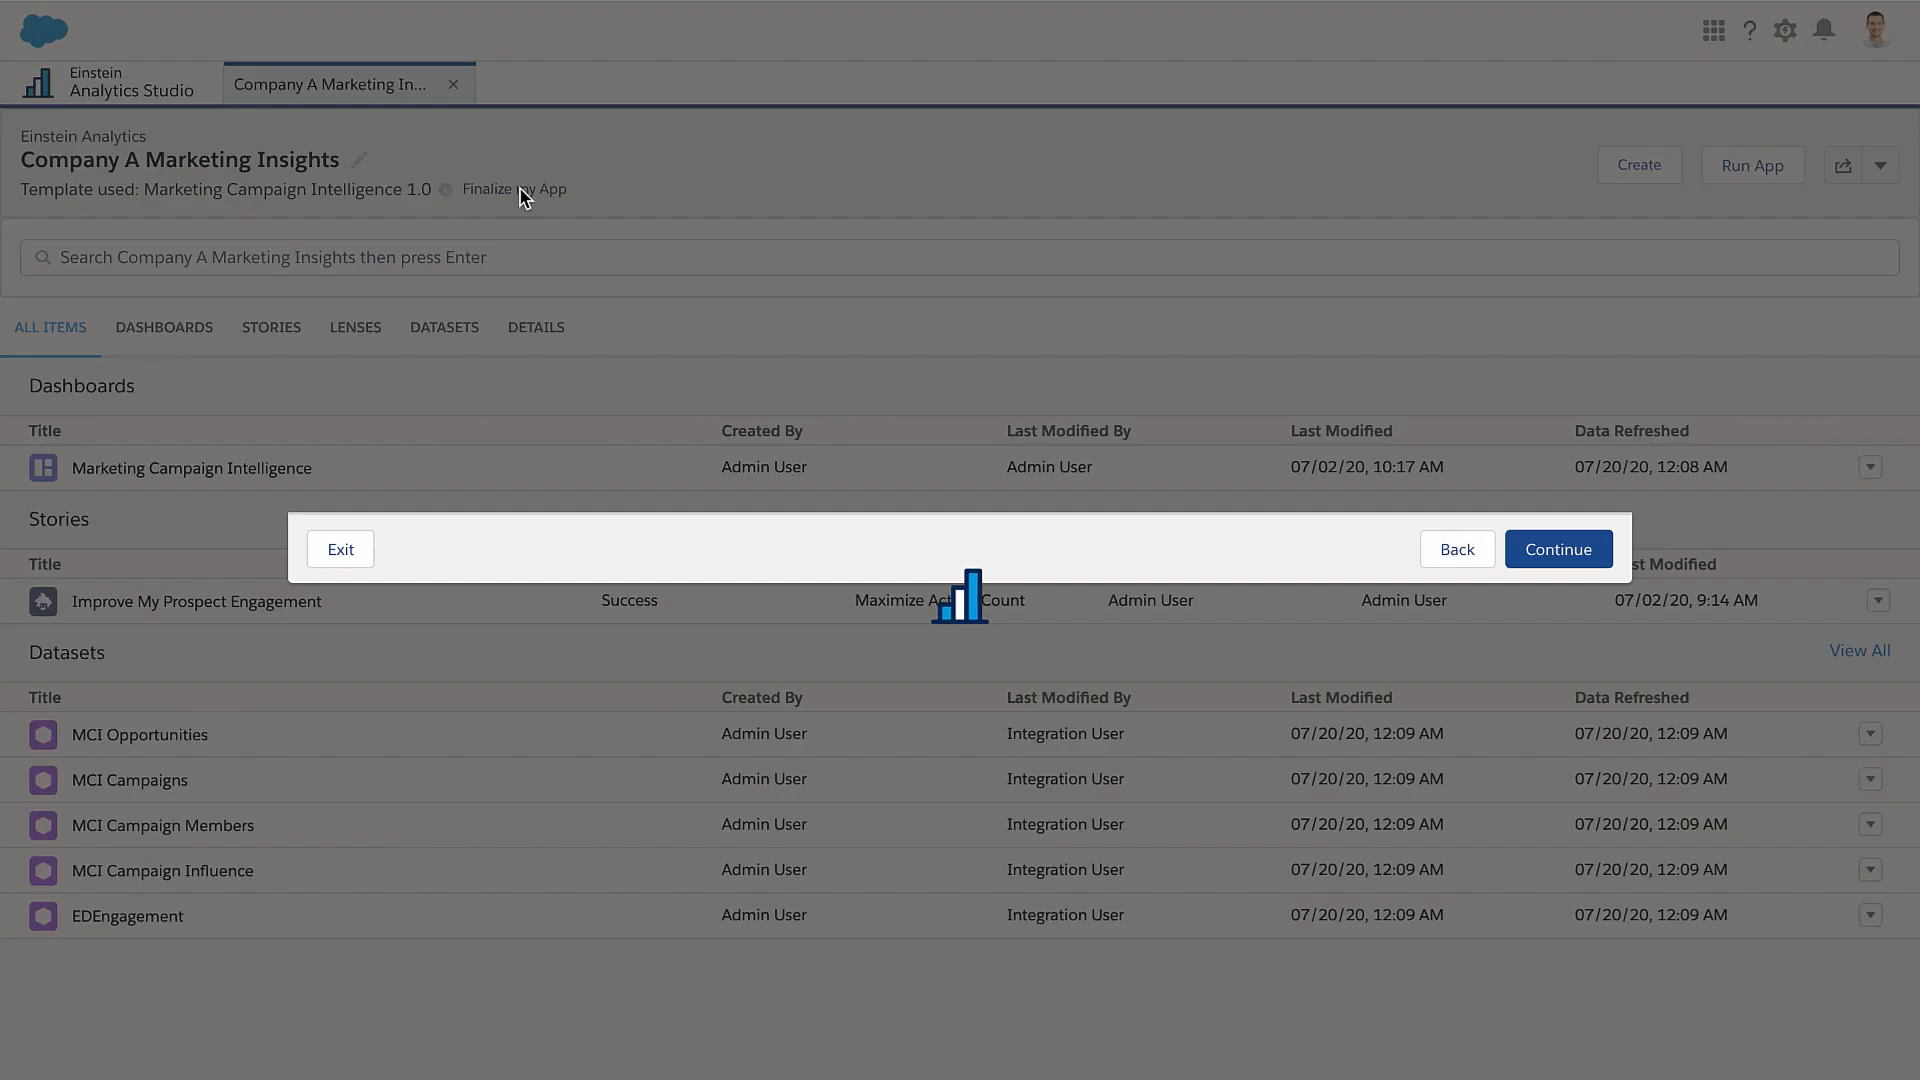 Einstein
Analytics Studio
Company A Marketing In...
Einstein Analytics
Company A Marketing Insights
Template used: Marketing Campaign Intelligence 1.0 Finalize my App
Create
Run App
Search Company A Marketing Insights then press Enter
ALL ITEMS DASHBOARDS STORIES LENSES DATASETS DETAILS
Dashboards
Title Created By Last Modified By Last Modified Data Refreshed
Marketing Campaign Intelligence Admin User Admin User 07/02/20, 10:17 AM 07/20/20, 12:08 AM
Stories
Exit Back Continue
Title st Modified
Improve My Prospect Engagement Success Maximize Act Count Admin User Admin User 07/02/20, 9:14 AM
Datasets View All
Title Created By Last Modified By Last Modified Data Refreshed
MCI Opportunities Admin User Integration User 07/20/20, 12:09 AM 07/20/20, 12:09 AM
MCI Campaigns Admin User Integration User 07/20/20, 12:09 AM 07/20/20, 12:09 AM
MCI Campaign Members Admin User Integration User 07/20/20, 12:09 AM 07/20/20, 12:09 AM
MCI Campaign Influence Admin User Integration User 07/20/20, 12:09 AM 07/20/20, 12:09 AM
EDEngagement Admin User Integration User 07/20/20, 12:09 AM 07/20/20, 12:09 AM